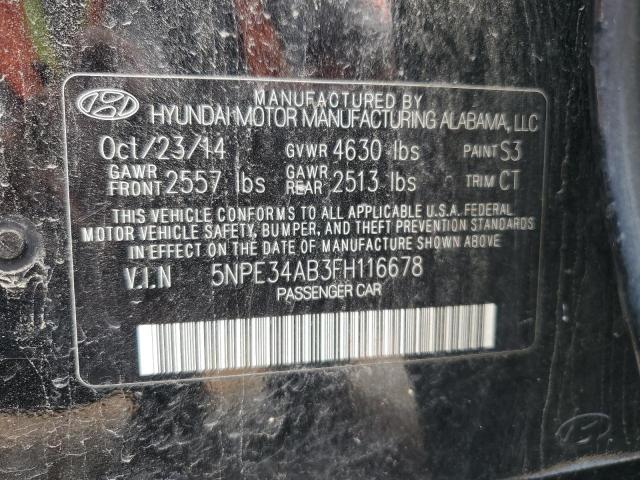 MANUFACTURED BY
HYUNDAI MOTOR MANUFACTURING ALABAMA, LLC
Oct/23/14 GVWR 4630 lbs PAINT S3
GAWR FRONT 2557 lbs GAWR REAR 2513 lbs TRIM CT
THIS VEHICLE CONFORMS TO ALL APPLICABLE U.S.A. FEDERAL
MOTOR VEHICLE SAFETY, BUMPER, AND THEFT PREVENTION STANDARDS
IN EFFECT ON THE DATE OF MANUFACTURE SHOWN ABOVE.
V.I.N 5NPE34AB3FH116678
PASSENGER CAR